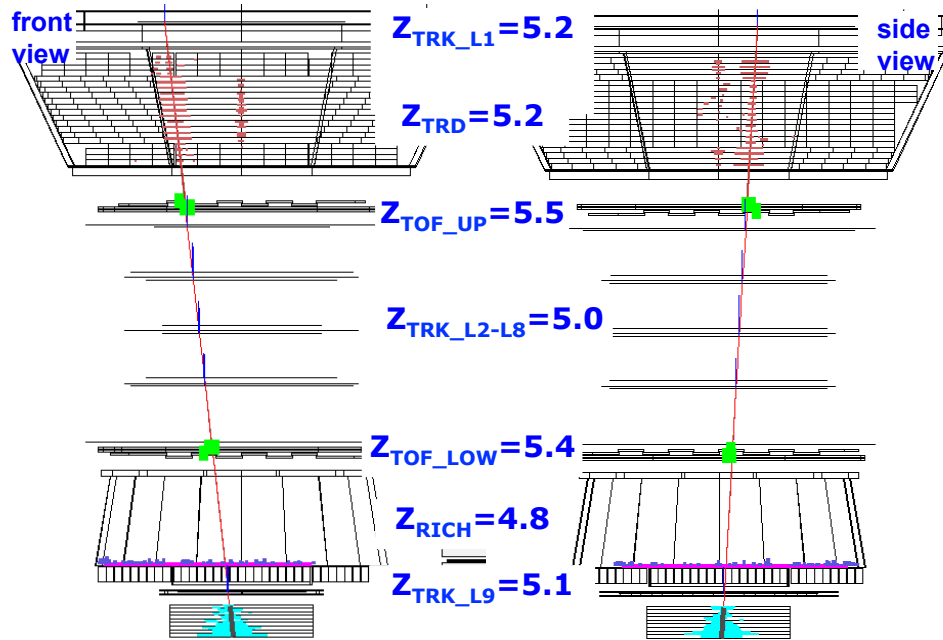 front
view
side
view
Z_TRK_L1=5.2
Z_TRD=5.2
Z_TOF_UP=5.5
Z_TRK_L2-L8=5.0
Z_TOF_LOW=5.4
Z_RICH=4.8
Z_TRK_L9=5.1